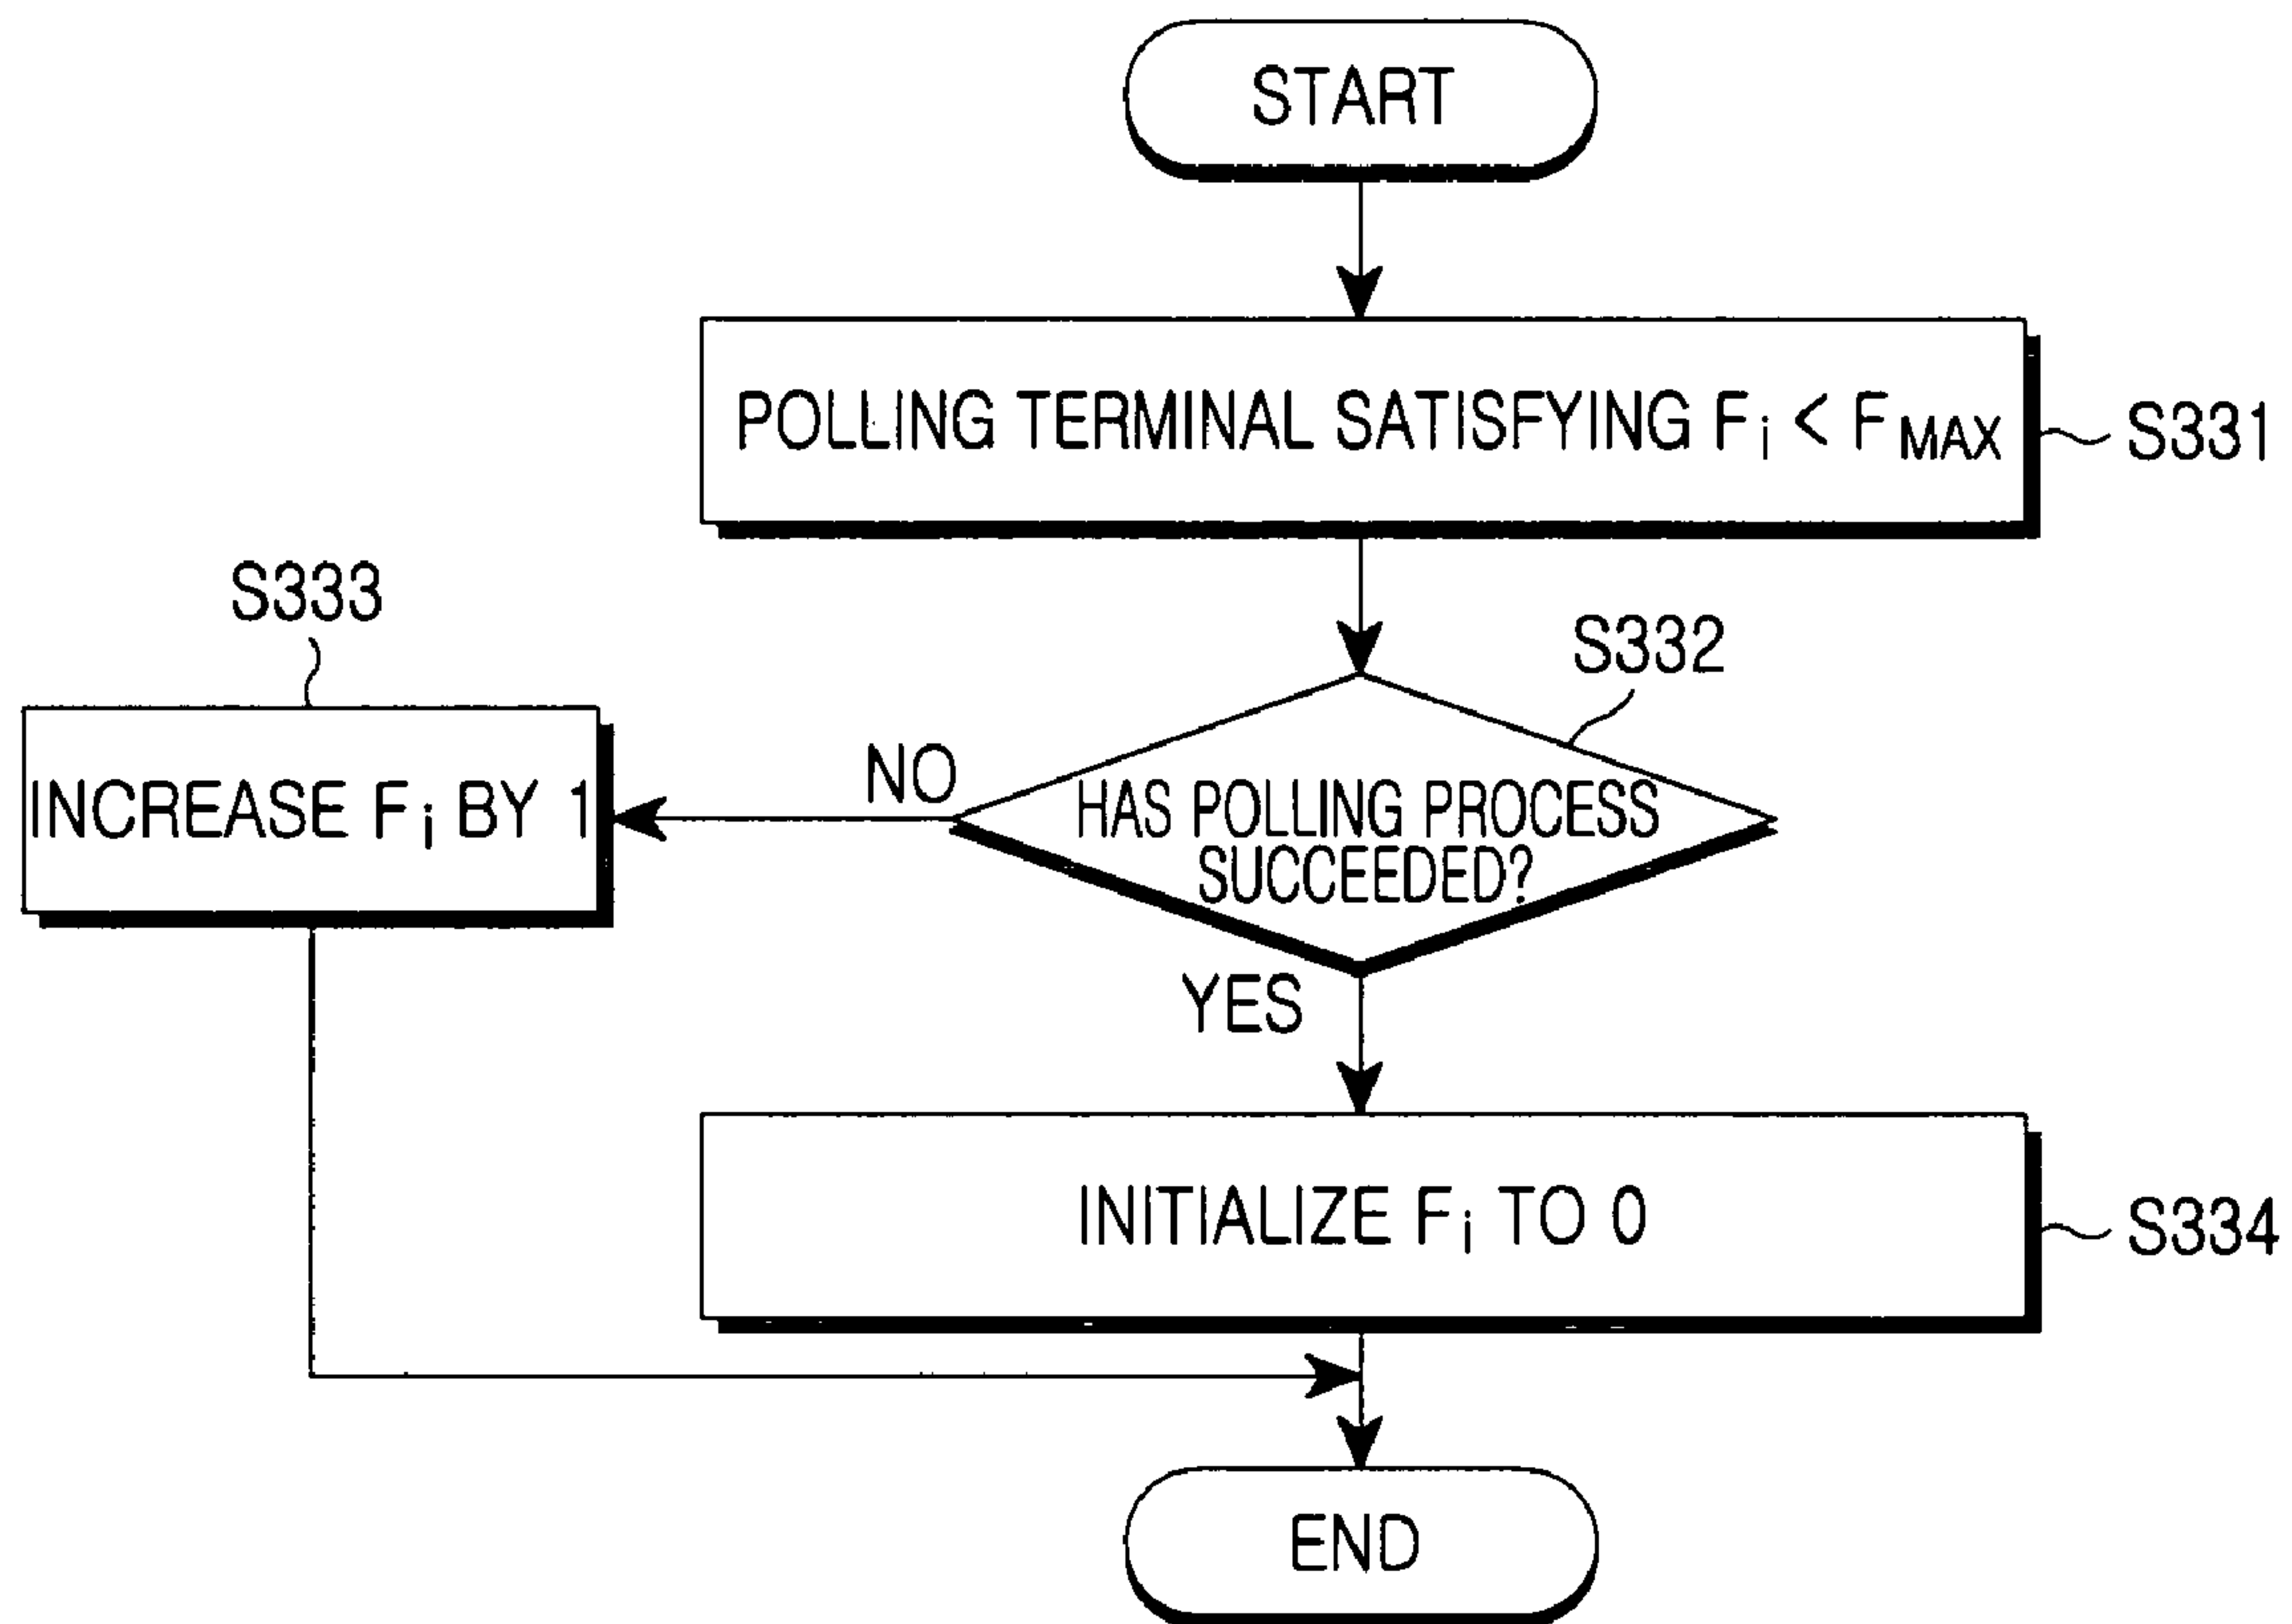 START
POLLING TERMINAL SATISFYING Fi < FMAX
S331
S333
S332
NO
INCREASE Fi BY 1
HAS POLLING PROCESS
SUCCEEDED?
YES
INITIALIZE Fi TO 0
S334
END